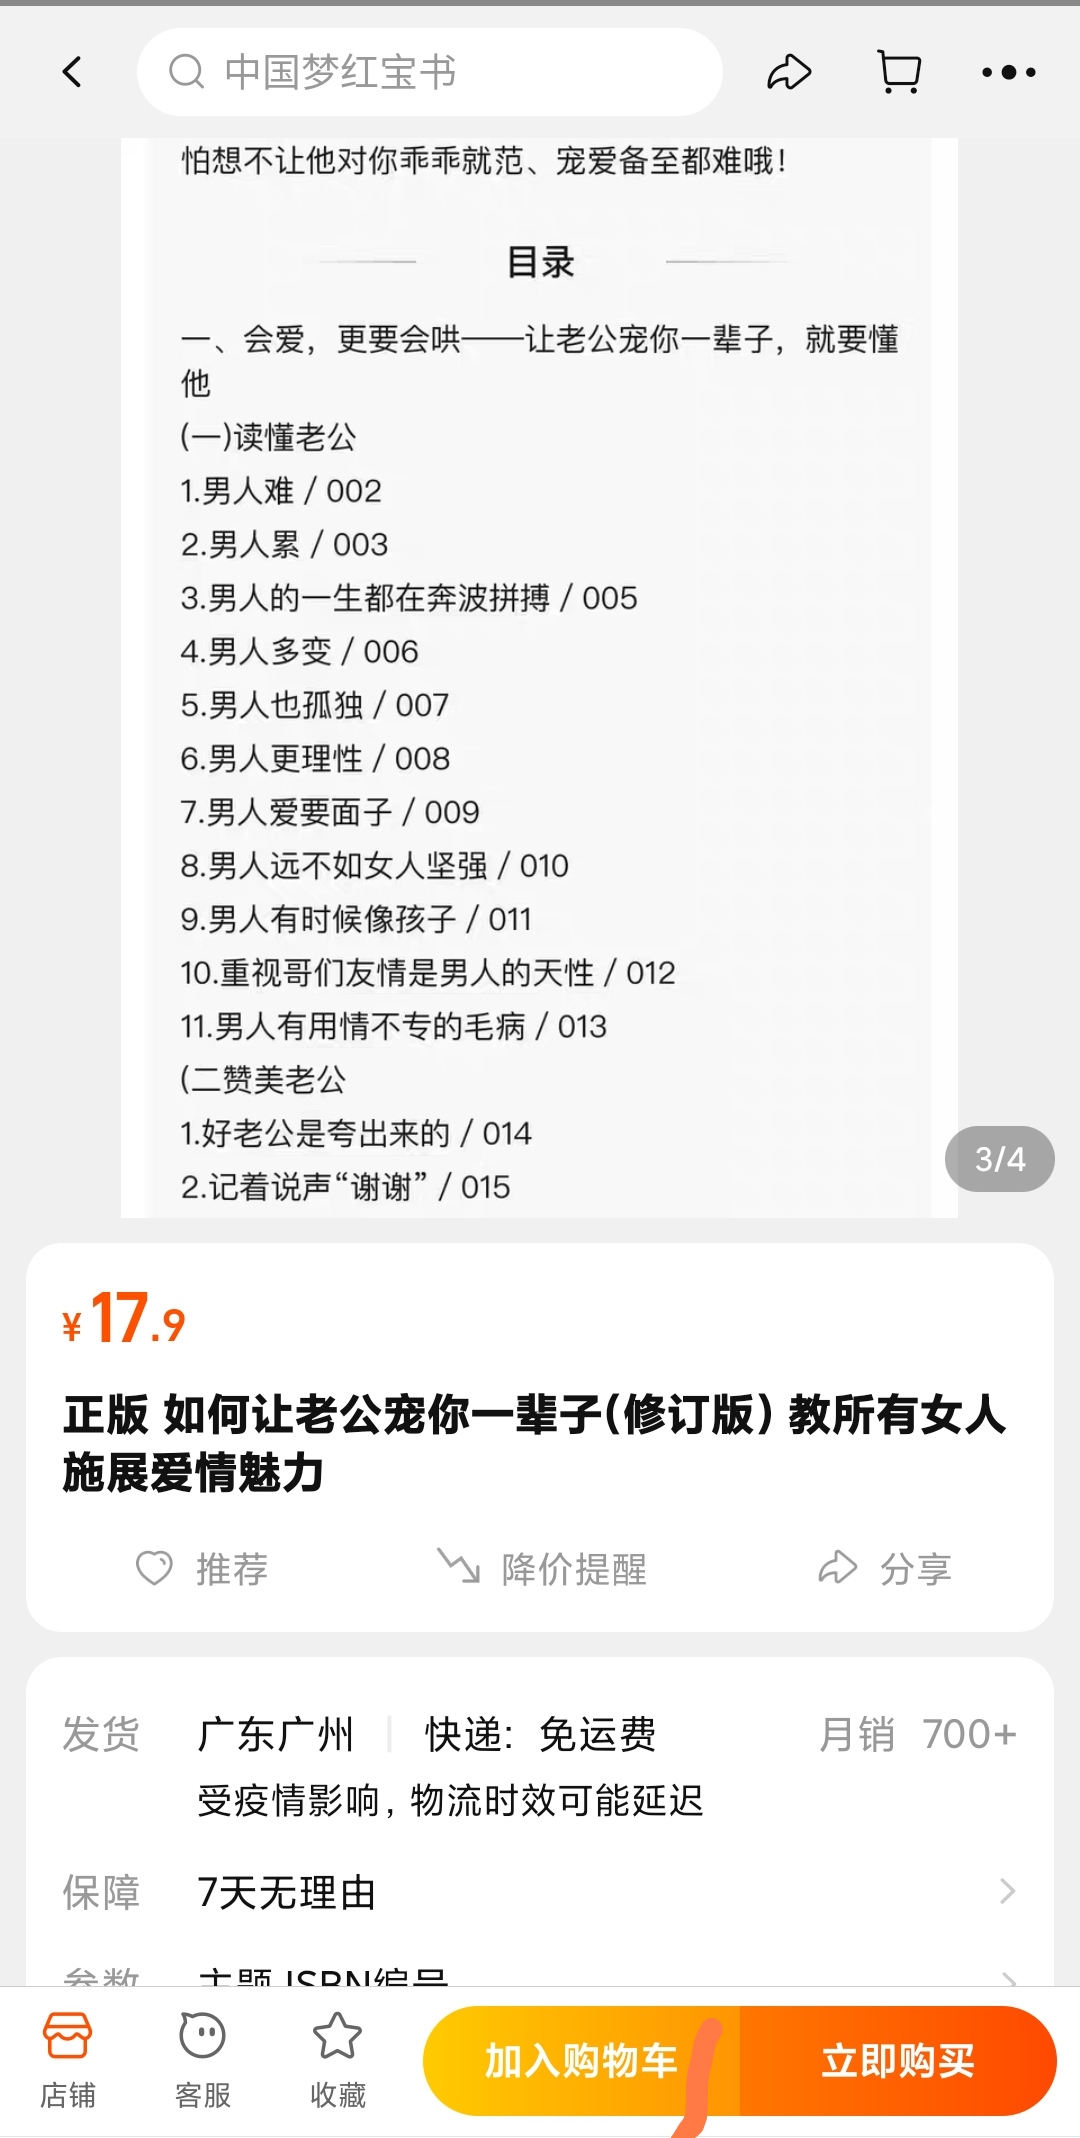 中国梦红宝书
怕想不让他对你乖乖就范、宠爱备至都难哦！
目录
一、会爱，更要会哄——让老公宠你一辈子，就要懂
他
(一)读懂老公
1.男人难 / 002
2.男人累 / 003
3.男人的一生都在奔波拼搏 / 005
4.男人多变 / 006
5.男人也孤独 / 007
6.男人更理性 / 008
7.男人爱要面子 / 009
8.男人远不如女人坚强 / 010
9.男人有时候像孩子 / 011
10.重视哥们友情是男人的天性 / 012
11.男人有用情不专的毛病 / 013
(二赞美老公
1.好老公是夸出来的 / 014
2.记着说声“谢谢” / 015
3/4
¥17.9
正版 如何让老公宠你一辈子(修订版) 教所有女人
施展爱情魅力
推荐 降价提醒 分享
发货 广东广州 快递: 免运费 月销 700+
受疫情影响, 物流时效可能延迟
保障 7天无理由
参数 主题 ISBN编号
店铺 客服 收藏 加入购物车 立即购买